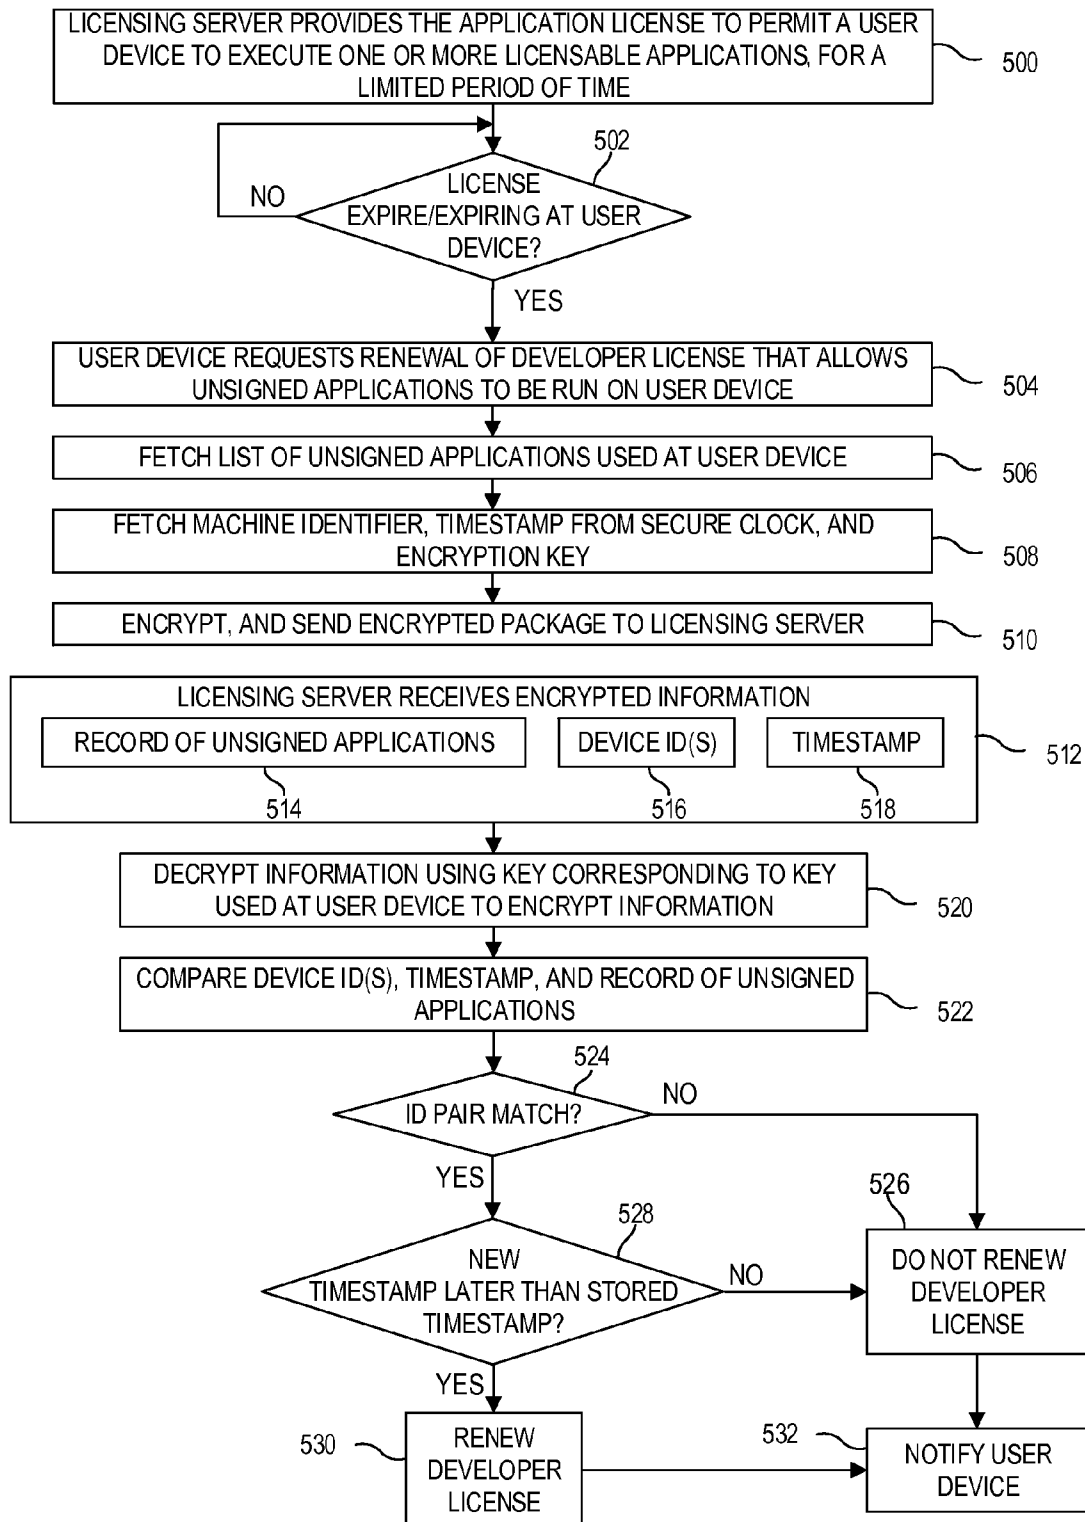 LICENSING SERVER PROVIDES THE APPLICATION LICENSE TO PERMIT A USER
DEVICE TO EXECUTE ONE OR MORE LICENSABLE APPLICATIONS, FOR A
LIMITED PERIOD OF TIME
500
502
LICENSE
EXPIRE/EXPIRING AT USER
DEVICE?
NO
YES
USER DEVICE REQUESTS RENEWAL OF DEVELOPER LICENSE THAT ALLOWS
UNSIGNED APPLICATIONS TO BE RUN ON USER DEVICE
504
FETCH LIST OF UNSIGNED APPLICATIONS USED AT USER DEVICE
506
FETCH MACHINE IDENTIFIER, TIMESTAMP FROM SECURE CLOCK, AND
ENCRYPTION KEY
508
ENCRYPT, AND SEND ENCRYPTED PACKAGE TO LICENSING SERVER
510
LICENSING SERVER RECEIVES ENCRYPTED INFORMATION
RECORD OF UNSIGNED APPLICATIONS
DEVICE ID(S)
TIMESTAMP
512
514
516
518
DECRYPT INFORMATION USING KEY CORRESPONDING TO KEY
USED AT USER DEVICE TO ENCRYPT INFORMATION
520
COMPARE DEVICE ID(S), TIMESTAMP, AND RECORD OF UNSIGNED
APPLICATIONS
522
524
ID PAIR MATCH?
NO
YES
526
528
NEW
TIMESTAMP LATER THAN STORED
TIMESTAMP?
NO
DO NOT RENEW
DEVELOPER
LICENSE
YES
530
RENEW
DEVELOPER
LICENSE
532
NOTIFY USER
DEVICE